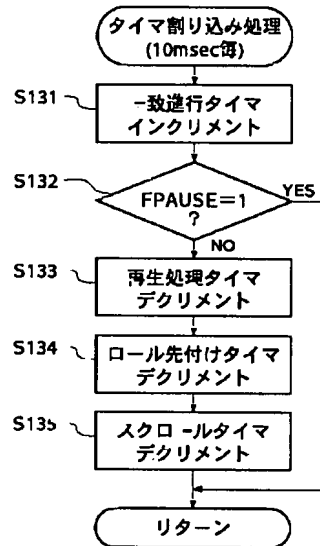 タイマ割り込み処理
(10msec毎)
S131
一致進行タイマ
インクリメント
S132
FPAUSE=1
?
YES
NO
S133
再生処理タイマ
デクリメント
S134
ロール先付けタイマ
デクリメント
S135
スクロールタイマ
デクリメント
リターン